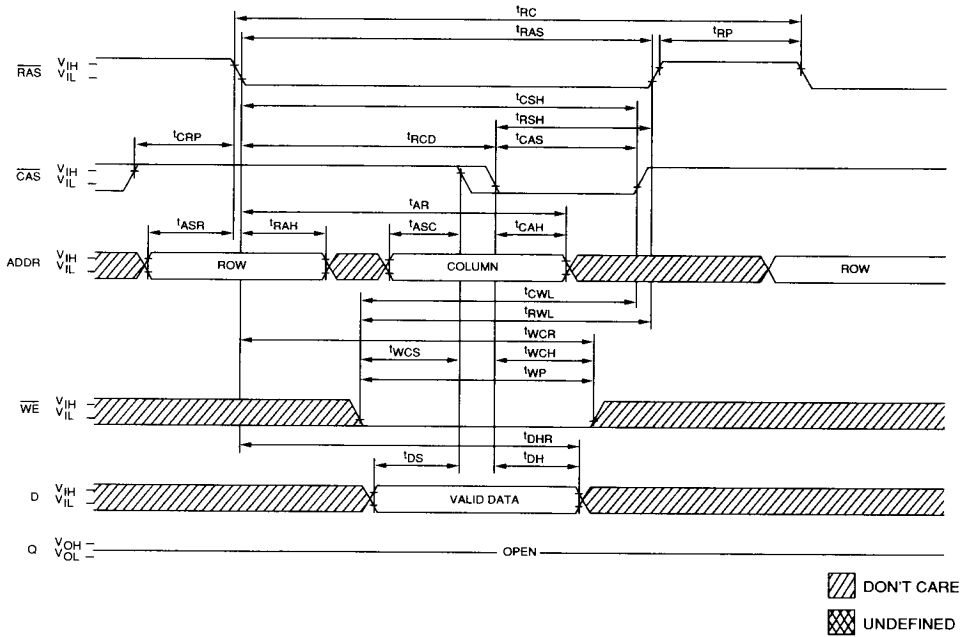 tRC
tRAS
tRP
RAS VIH VIL
tCSH
tRSH
tCRP
tRCD
tCAS
CAS VIH VIL
tAR
tASR
tRAH
tASC
tCAH
ADDR VIH VIL ROW COLUMN ROW
tCWL
tRWL
tWCR
tWCS
tWCH
tWP
WE VIH VIL
tDHR
tDS
tDH
D VIH VIL VALID DATA
Q VOH VOL OPEN
DON'T CARE
UNDEFINED